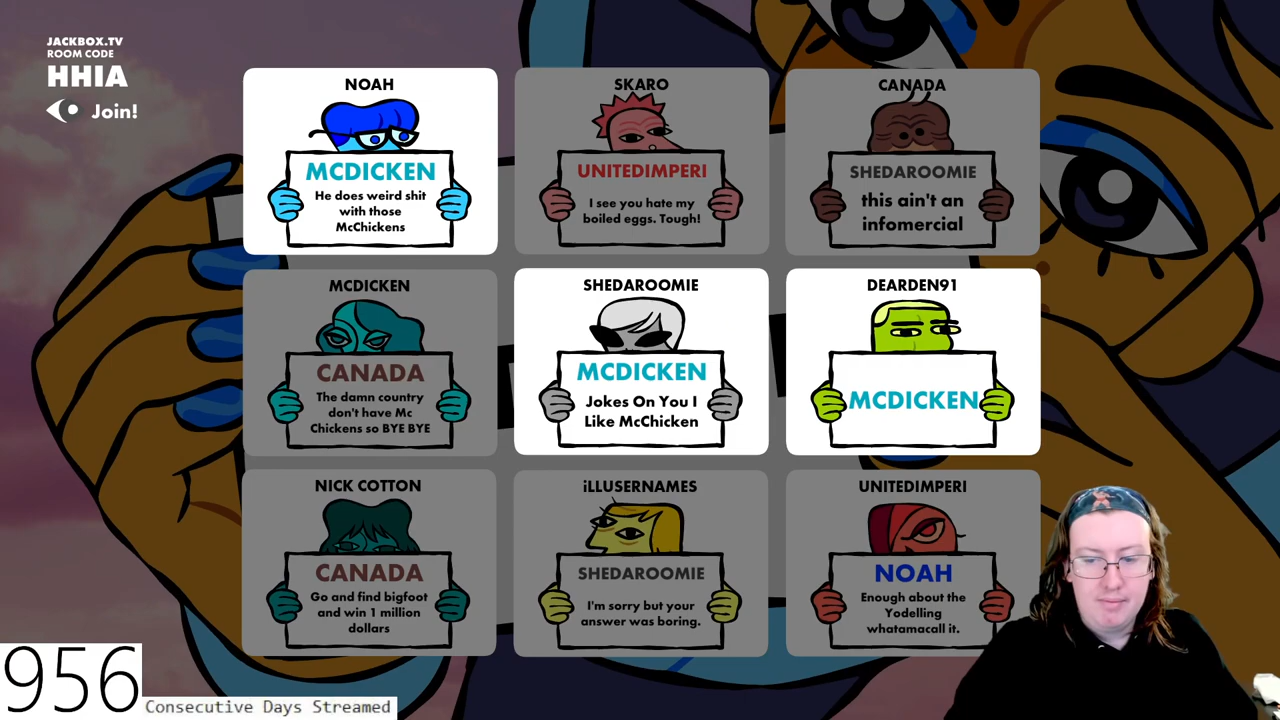 JACKBOX.TV
ROOM CODE
HHIA
Join!
NOAH
MCDICKEN
He does weird shit
with those
McChickens
SKARO
UNITEDIMPERI
I see you hate my
boiled eggs. Tough!
CANADA
SHEDAROOMIE
this ain't an
infomercial
MCDICKEN
CANADA
The damn country
don't have Mc
Chickens so BYE BYE
SHEDAROOMIE
MCDICKEN
Jokes On You I
Like McChicken
DEARDEN91
MCDICKEN
NICK COTTON
CANADA
Go and find bigfoot
and win 1 million
dollars
iLLUSERNAMES
SHEDAROOMIE
I'm sorry but your
answer was boring.
UNITEDIMPERI
NOAH
Enough about the
Yodelling
whatamacall it.
956
Consecutive Days Streamed